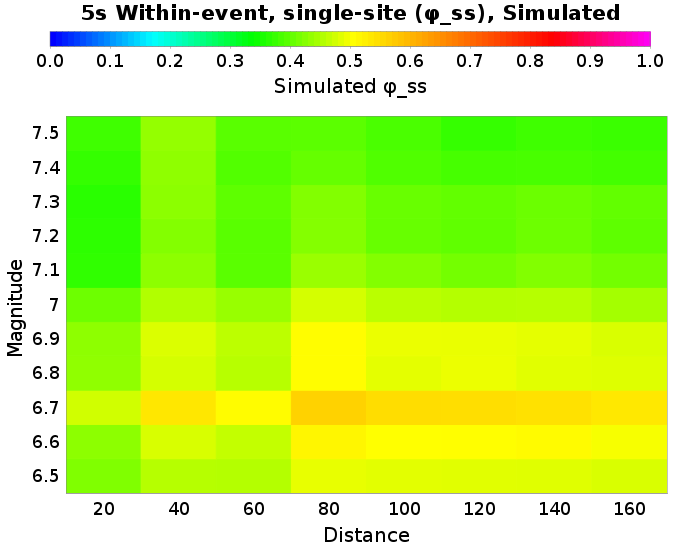 5s Within-event, single-site (φ_ss), Simulated
0.0 0.1 0.2 0.3 0.4 0.5 0.6 0.7 0.8 0.9 1.0
Simulated φ_ss
7.5
7.4
7.3
7.2
7.1
7
6.9
6.8
6.7
6.6
6.5
Magnitude
20 40 60 80 100 120 140 160
Distance